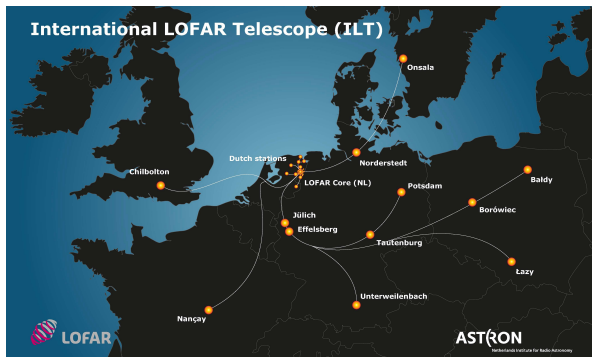 International LOFAR Telescope (ILT)
Onsala
Chilbolton
Dutch stations
Norderstedt
LOFAR Core (NL)
Potsdam
Bałdy
Borówiec
Jülich
Effelsberg
Tautenburg
Łazy
Unterweilenbach
Nançay
LOFAR
ASTRON
Netherlands Institute for Radio Astronomy